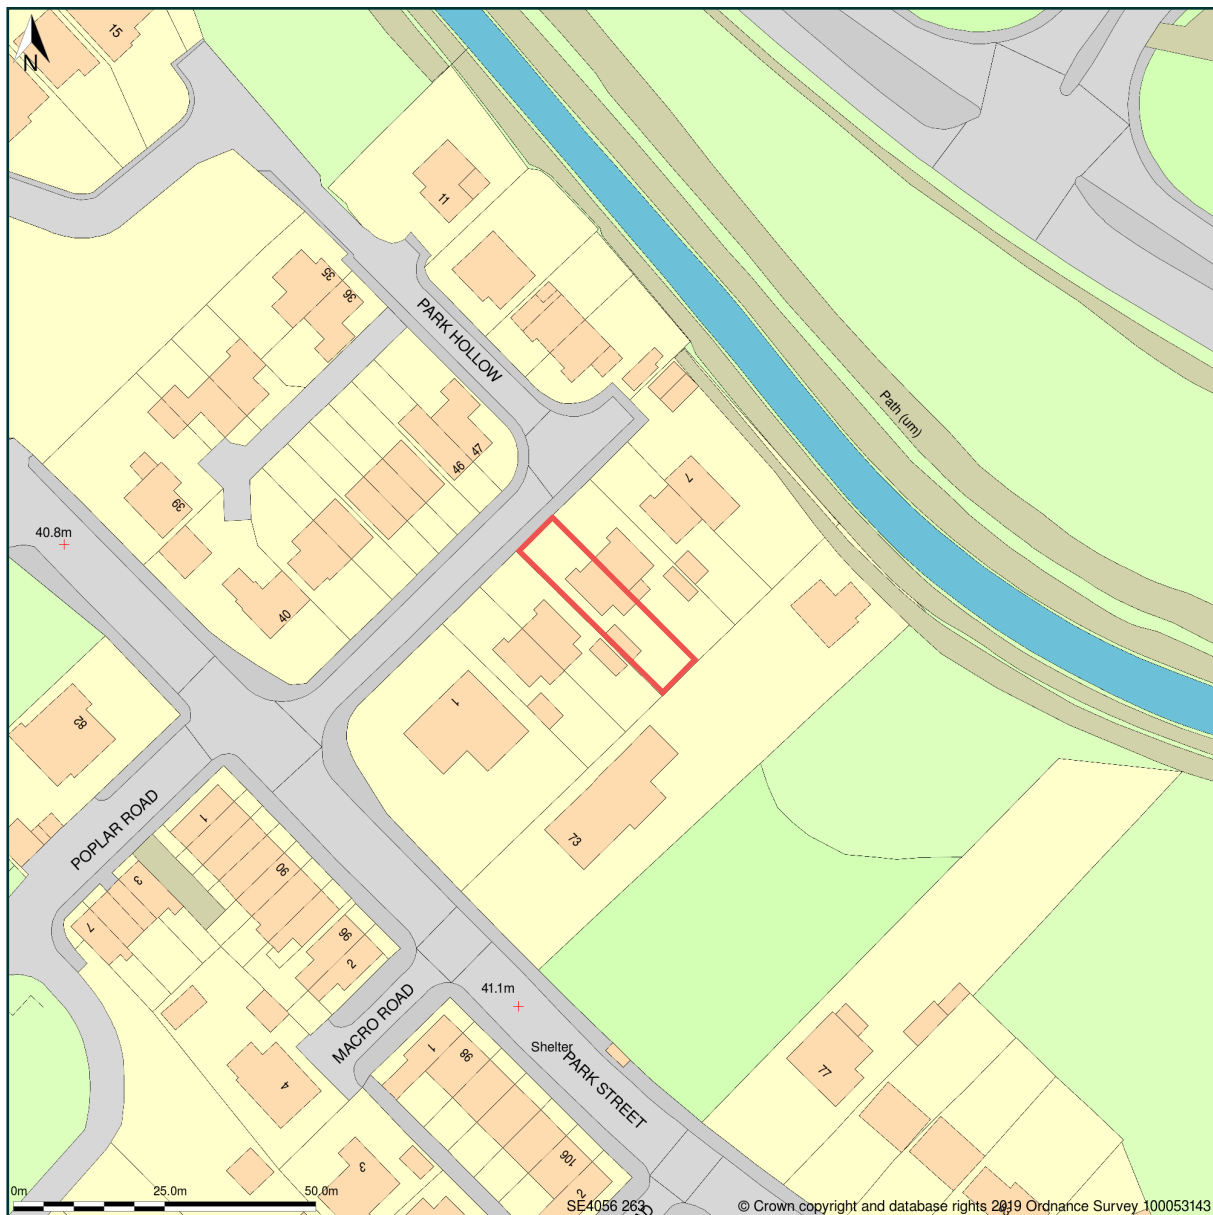 15
N
11
35
36
PARK HOLLOW
47
46
39
7
Path (um)
40.8m
40
1
82
73
POPLAR ROAD
1
90
3
7
96
2
41.1m
MACRO ROAD
Shelter
PARK STREET
1
98
4
77
3
106
2
0m
25.0m
50.0m
SE4056 263
© Crown copyright and database rights 2019 Ordnance Survey 100053143